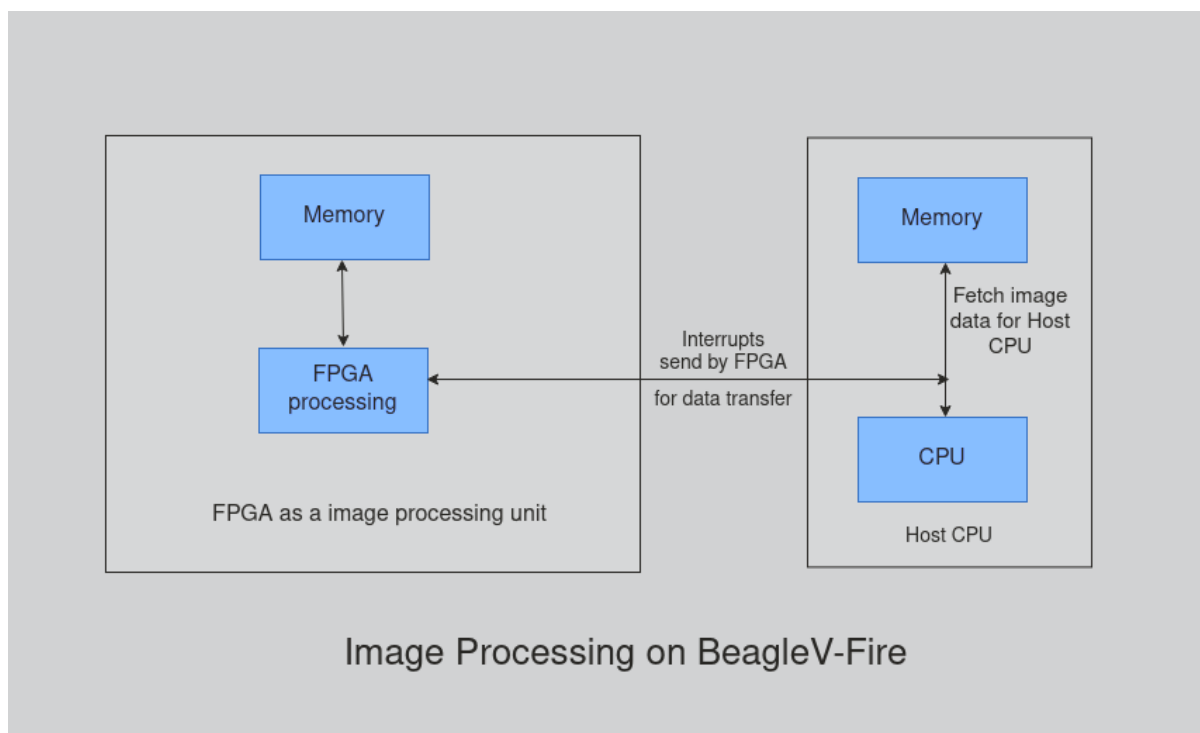 Memory
FPGA
processing
FPGA as a image processing unit
Interrupts
send by FPGA
for data transfer
Memory
Fetch image
data for Host
CPU
CPU
Host CPU
Image Processing on BeagleV-Fire